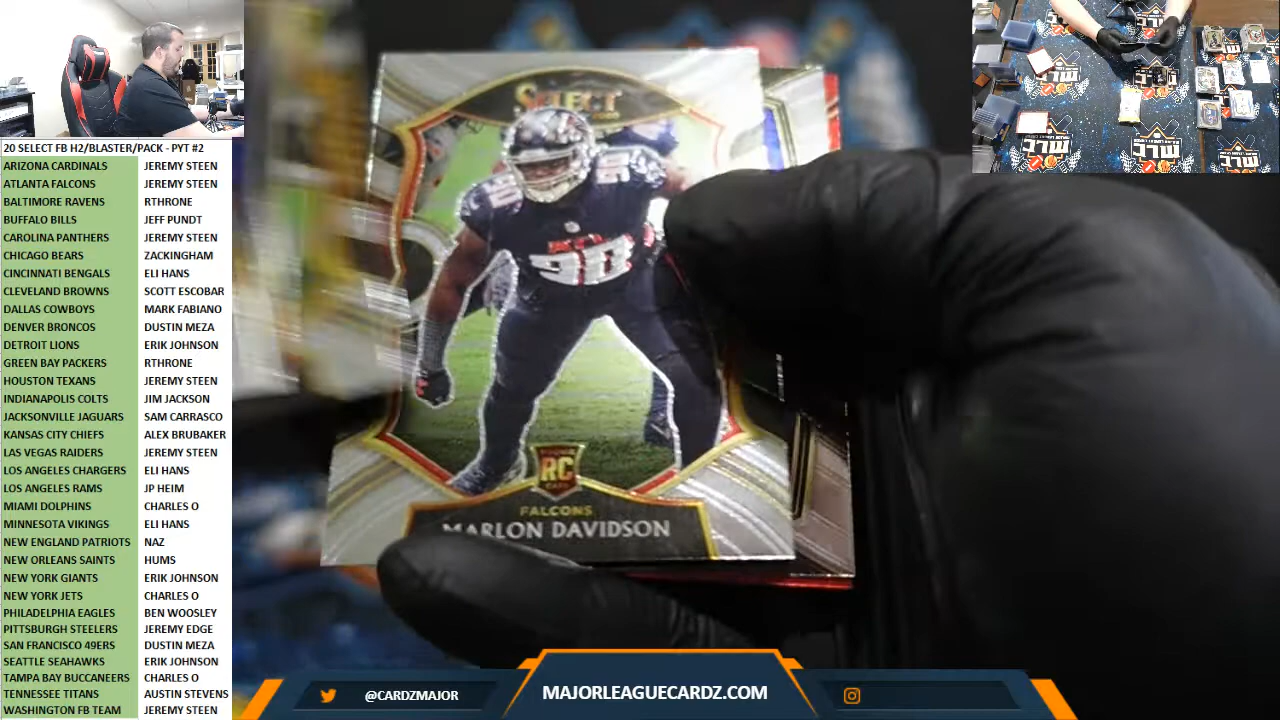 20 SELECT FB H2/BLASTER/PACK - PYT #2
ARIZONA CARDINALS JEREMY STEEN
ATLANTA FALCONS JEREMY STEEN
BALTIMORE RAVENS RTHRONE
BUFFALO BILLS JEFF PUNDT
CAROLINA PANTHERS JEREMY STEEN
CHICAGO BEARS ZACKINGHAM
CINCINNATI BENGALS ELI HANS
CLEVELAND BROWNS SCOTT ESCOBAR
DALLAS COWBOYS MARK FABIANO
DENVER BRONCOS DUSTIN MEZA
DETROIT LIONS ERIK JOHNSON
GREEN BAY PACKERS RTHRONE
HOUSTON TEXANS JEREMY STEEN
INDIANAPOLIS COLTS JIM JACKSON
JACKSONVILLE JAGUARS SAM CARRASCO
KANSAS CITY CHIEFS ALEX BRUBAKER
LAS VEGAS RAIDERS JEREMY STEEN
LOS ANGELES CHARGERS ELI HANS
LOS ANGELES RAMS JP HEIM
MIAMI DOLPHINS CHARLES O
MINNESOTA VIKINGS ELI HANS
NEW ENGLAND PATRIOTS NAZ
NEW ORLEANS SAINTS HUMS
NEW YORK GIANTS ERIK JOHNSON
NEW YORK JETS CHARLES O
PHILADELPHIA EAGLES BEN WOOSLEY
PITTSBURGH STEELERS JEREMY EDGE
SAN FRANCISCO 49ERS DUSTIN MEZA
SEATTLE SEAHAWKS ERIK JOHNSON
TAMPA BAY BUCCANEERS CHARLES O
TENNESSEE TITANS AUSTIN STEVENS
WASHINGTON FB TEAM JEREMY STEEN
SELECT
90
RC
FALCONS
MARLON DAVIDSON
MLC
MLC
MLC
@CARDZMAJOR
MAJORLEAGUECARDZ.COM